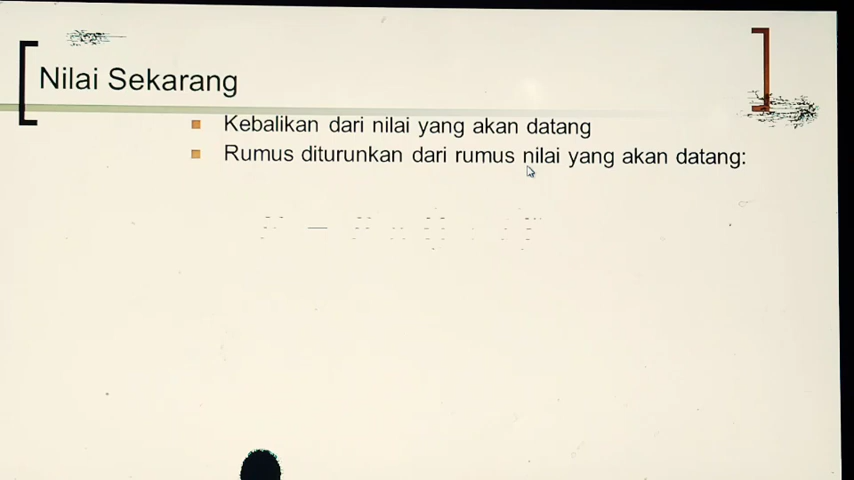 Nilai Sekarang
Kebalikan dari nilai yang akan datang
Rumus diturunkan dari rumus nilai yang akan datang: